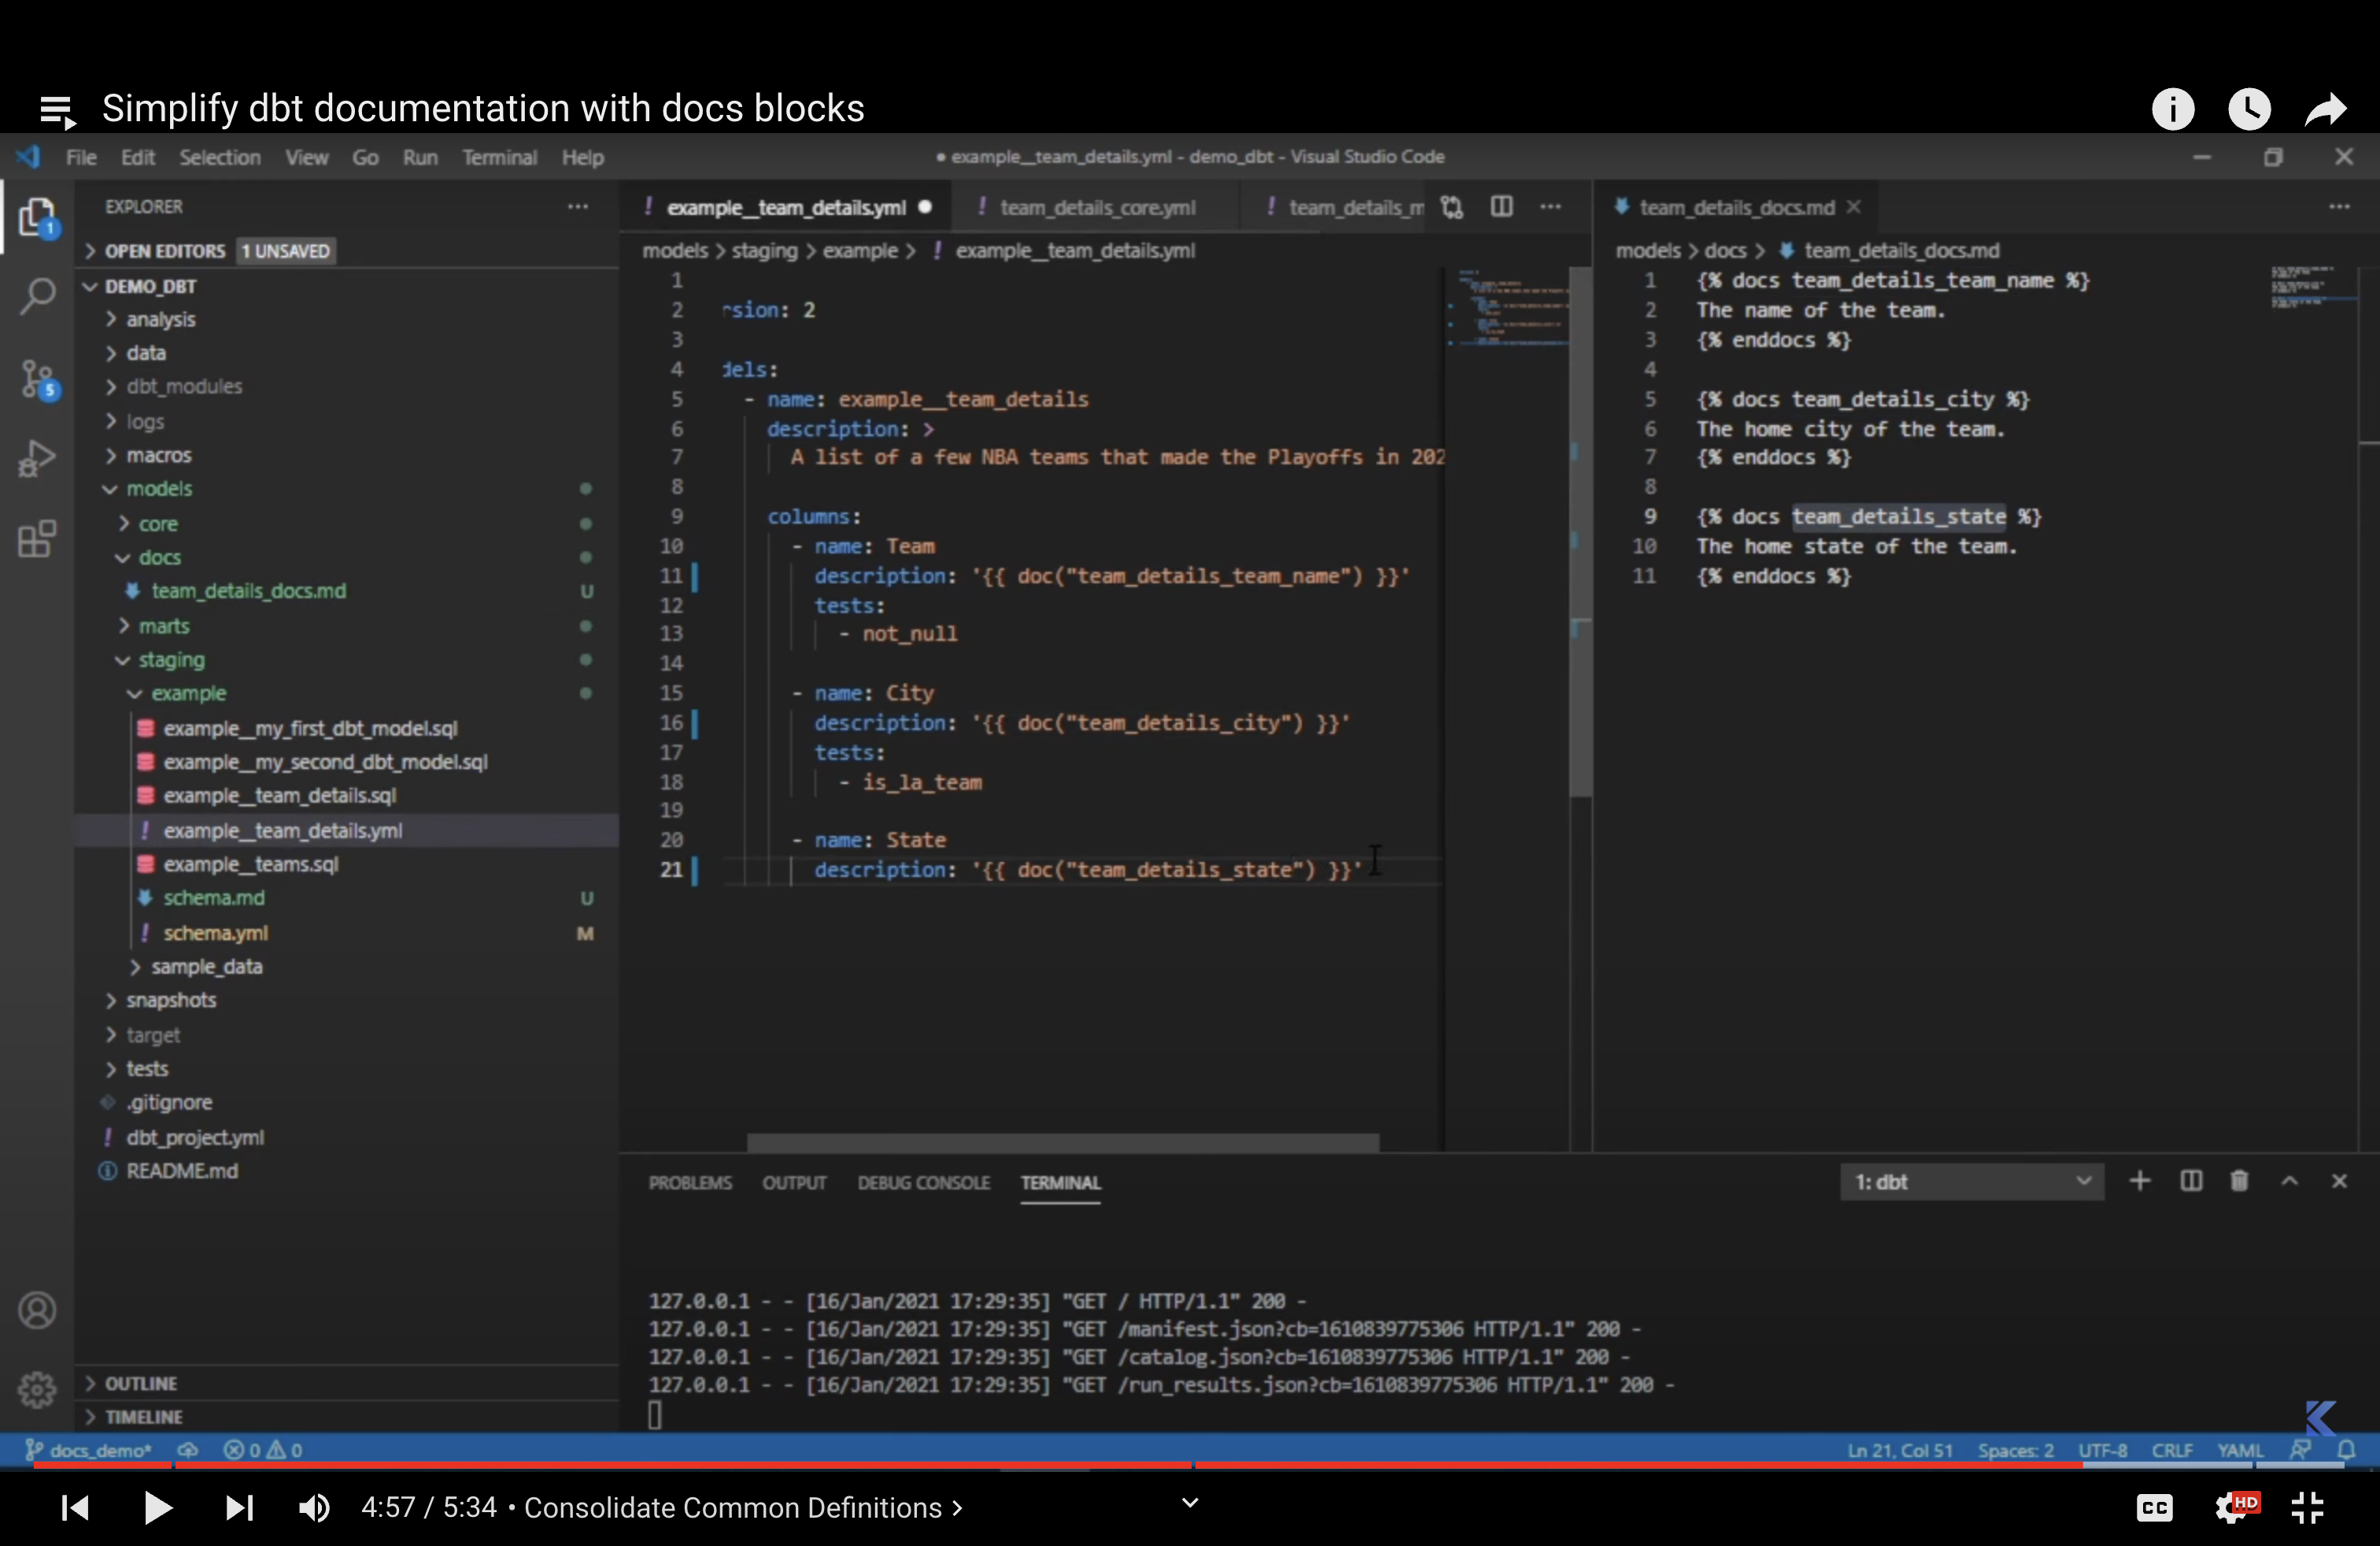 Simplify dbt documentation with docs blocks
File Edit Selection View Go Run Terminal Help
● example__team_details.yml - demo_dbt - Visual Studio Code
EXPLORER
OPEN EDITORS 1 UNSAVED
DEMO_DBT
analysis
data
dbt_modules
logs
macros
models
core
docs
team_details_docs.md U
marts
staging
example
example__my_first_dbt_model.sql
example__my_second_dbt_model.sql
example__team_details.sql
example__team_details.yml
example__teams.sql
schema.md U
schema.yml M
sample_data
snapshots
target
tests
.gitignore
dbt_project.yml
README.md
OUTLINE
TIMELINE
1
5
! example__team_details.yml ●
! team_details_core.yml
! team_details_m
models > staging > example > ! example__team_details.yml
1
2 rsion: 2
3
4 dels:
5 - name: example__team_details
6 description: >
7 A list of a few NBA teams that made the Playoffs in 202
8
9 columns:
10 - name: Team
11 description: '{{ doc("team_details_team_name") }}'
12 tests:
13 - not_null
14
15 - name: City
16 description: '{{ doc("team_details_city") }}'
17 tests:
18 - is_la_team
19
20 - name: State
21 description: '{{ doc("team_details_state") }}'
team_details_docs.md
models > docs > team_details_docs.md
1 {% docs team_details_team_name %}
2 The name of the team.
3 {% enddocs %}
4
5 {% docs team_details_city %}
6 The home city of the team.
7 {% enddocs %}
8
9 {% docs team_details_state %}
10 The home state of the team.
11 {% enddocs %}
PROBLEMS OUTPUT DEBUG CONSOLE TERMINAL
1: dbt
127.0.0.1 - - [16/Jan/2021 17:29:35] "GET / HTTP/1.1" 200 -
127.0.0.1 - - [16/Jan/2021 17:29:35] "GET /manifest.json?cb=1610839775306 HTTP/1.1" 200 -
127.0.0.1 - - [16/Jan/2021 17:29:35] "GET /catalog.json?cb=1610839775306 HTTP/1.1" 200 -
127.0.0.1 - - [16/Jan/2021 17:29:35] "GET /run_results.json?cb=1610839775306 HTTP/1.1" 200 -
docs_demo* 0 0
Ln 21, Col 51 Spaces: 2 UTF-8 CRLF YAML
4:57 / 5:34 • Consolidate Common Definitions >
CC HD